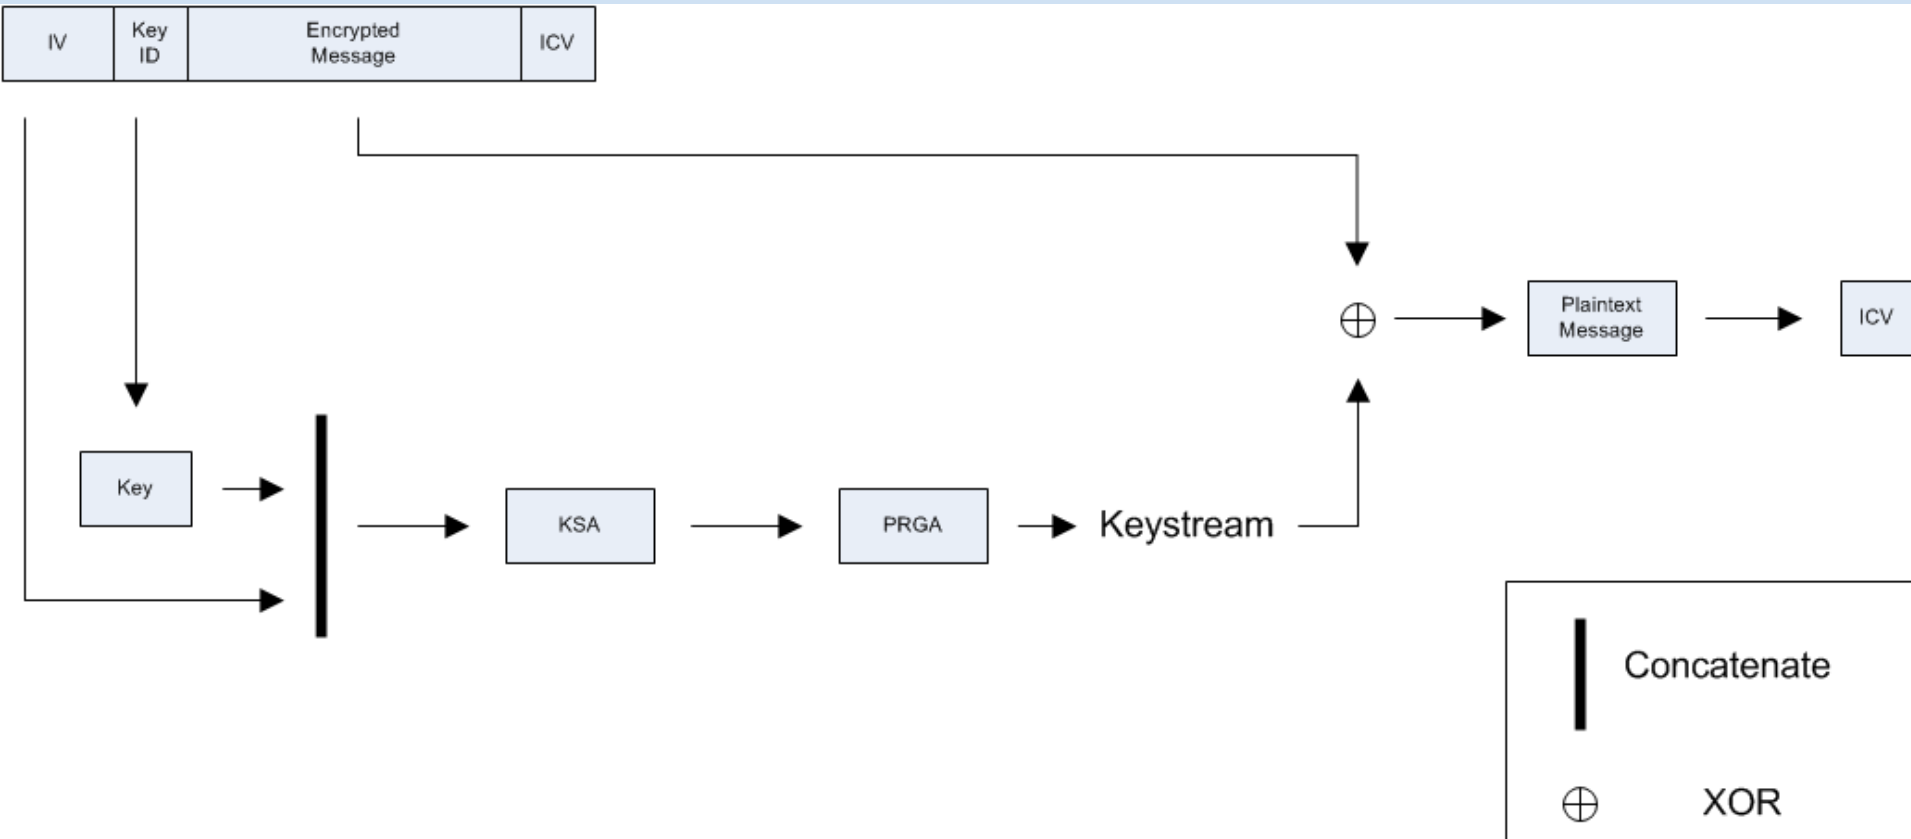 IV
Key
ID
Encrypted
Message
ICV
Plaintext
Message
ICV
Key
KSA
PRGA
Keystream
Concatenate
XOR